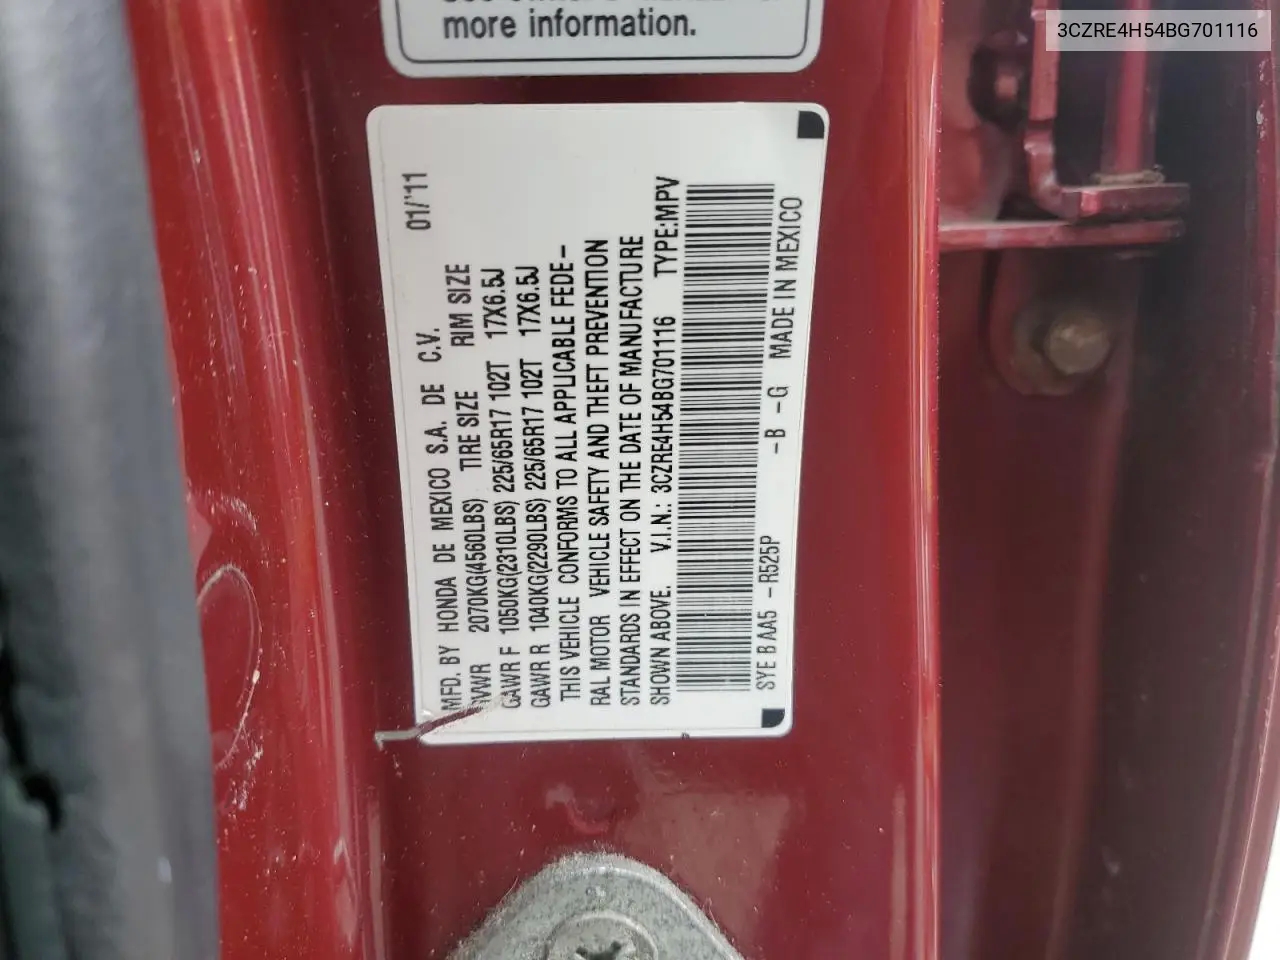 more information.
3CZRE4H54BG701116
MFD. BY HONDA DE MEXICO S.A. DE C.V. 01/'11
GVWR 2070KG(4560LBS) TIRE SIZE RIM SIZE
GAWR F 1050KG(2310LBS) 225/65R17 102T 17X6.5J
GAWR R 1040KG(2290LBS) 225/65R17 102T 17X6.5J
THIS VEHICLE CONFORMS TO ALL APPLICABLE FEDE-
RAL MOTOR VEHICLE SAFETY AND THEFT PREVENTION
STANDARDS IN EFFECT ON THE DATE OF MANUFACTURE
SHOWN ABOVE. V.I.N.: 3CZRE4H54BG701116 TYPE:MPV
SYE BAA5 -R525P -B -G MADE IN MEXICO